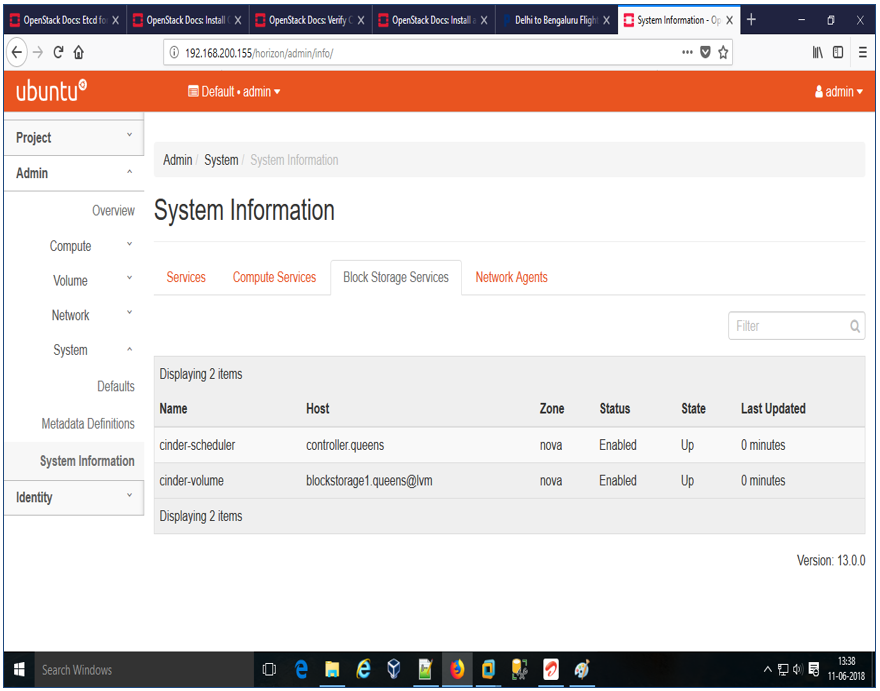 OpenStack Docs: Etcd fo
OpenStack Docs: Install
OpenStack Docs: Verify
OpenStack Docs: Install a
Delhi to Bengaluru Flight
System Information - Op
192.168.200.155/horizon/admin/info/
ubuntu®
Default • admin
admin
Project
Admin
Overview
Compute
Volume
Network
System
Defaults
Metadata Definitions
System Information
Identity
Admin / System / System Information
System Information
Services Compute Services Block Storage Services Network Agents
Filter
Displaying 2 items
Name Host Zone Status State Last Updated
cinder-scheduler controller.queens nova Enabled Up 0 minutes
cinder-volume blockstorage1.queens@lvm nova Enabled Up 0 minutes
Displaying 2 items
Version: 13.0.0
Search Windows
13:38
11-06-2018